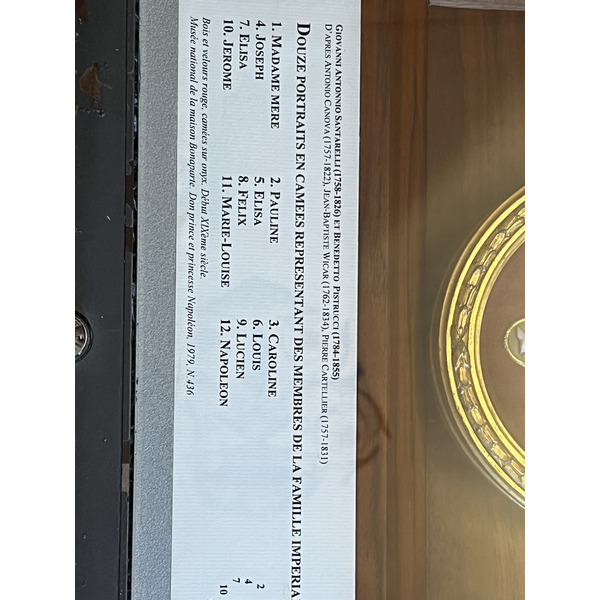 GIOVANNI ANTONNIO SANTARELLI (1758-1826) ET BENEDETTO PISTRUCCI (1784-1855)
D'APRES ANTONIO CANOVA (1757-1822), JEAN-BAPTISTE WICAR (1762-1834), PIERRE CARTELLIER (1757-1831)
DOUZE PORTRAITS EN CAMEES REPRESENTANT DES MEMBRES DE LA FAMILLE IMPERIA
1. MADAME MERE 2. PAULINE 3. CAROLINE
4. JOSEPH 5. ELISA 6. LOUIS
7. ELISA 8. FELIX 9. LUCIEN
10. JEROME 11. MARIE-LOUISE 12. NAPOLEON
Bois et velours rouge, camées sur onyx. Début XIXème siècle.
Musée national de la maison Bonaparte. Don prince et princesse Napoléon, 1979, N.436
2
4
7
10